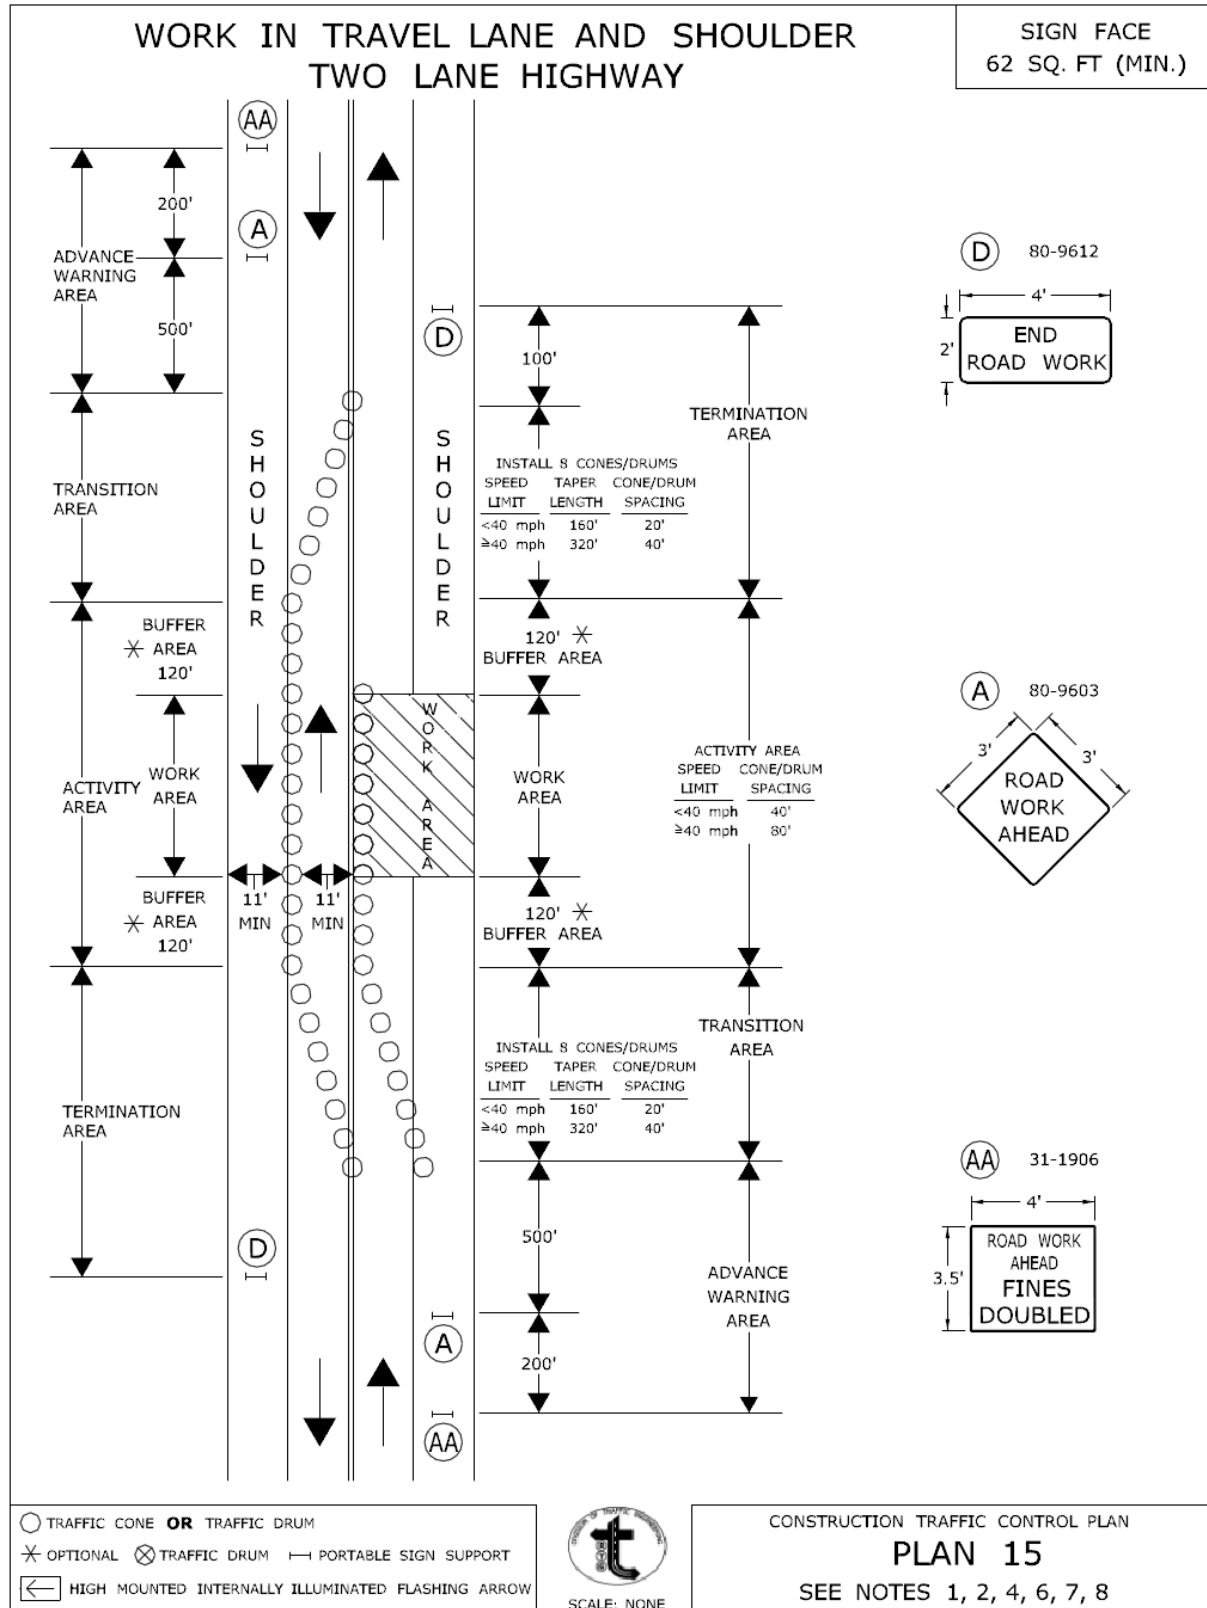 WORK IN TRAVEL LANE AND SHOULDER
TWO LANE HIGHWAY
SIGN FACE
62 SQ. FT (MIN.)
AA
200'
A
ADVANCE
WARNING
AREA
500'
D
100'
TERMINATION
AREA
SHOULDER
SHOULDER
TRANSITION
AREA
INSTALL 8 CONES/DRUMS
SPEED TAPER CONE/DRUM
LIMIT LENGTH SPACING
<40 mph 160' 20'
≥40 mph 320' 40'
BUFFER
AREA
120'
120'
BUFFER AREA
WORK AREA
WORK
AREA
ACTIVITY
AREA
WORK
AREA
ACTIVITY AREA
SPEED CONE/DRUM
LIMIT SPACING
<40 mph 40'
≥40 mph 80'
BUFFER
AREA
120'
11'
MIN
11'
MIN
120'
BUFFER AREA
TRANSITION
AREA
INSTALL 8 CONES/DRUMS
SPEED TAPER CONE/DRUM
LIMIT LENGTH SPACING
<40 mph 160' 20'
≥40 mph 320' 40'
TERMINATION
AREA
D
500'
ADVANCE
WARNING
AREA
A
200'
AA
D 80-9612
4'
2'
END
ROAD WORK
A 80-9603
3'
3'
ROAD
WORK
AHEAD
AA 31-1906
4'
3.5'
ROAD WORK
AHEAD
FINES
DOUBLED
TRAFFIC CONE OR TRAFFIC DRUM
OPTIONAL TRAFFIC DRUM PORTABLE SIGN SUPPORT
HIGH MOUNTED INTERNALLY ILLUMINATED FLASHING ARROW
DIVISION OF TRAFFIC ENGINEERING
SCALE: NONE
CONSTRUCTION TRAFFIC CONTROL PLAN
PLAN 15
SEE NOTES 1, 2, 4, 6, 7, 8